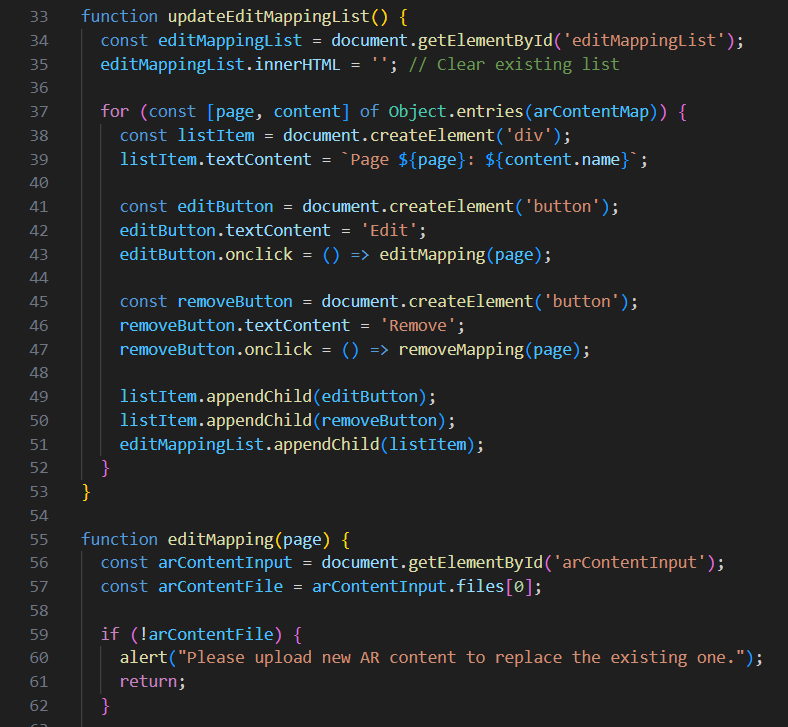 33 function updateEditMappingList() {
34 const editMappingList = document.getElementById('editMappingList');
35 editMappingList.innerHTML = ''; // Clear existing list
36
37 for (const [page, content] of Object.entries(arContentMap)) {
38 const listItem = document.createElement('div');
39 listItem.textContent = `Page ${page}: ${content.name}`;
40
41 const editButton = document.createElement('button');
42 editButton.textContent = 'Edit';
43 editButton.onclick = () => editMapping(page);
44
45 const removeButton = document.createElement('button');
46 removeButton.textContent = 'Remove';
47 removeButton.onclick = () => removeMapping(page);
48
49 listItem.appendChild(editButton);
50 listItem.appendChild(removeButton);
51 editMappingList.appendChild(listItem);
52 }
53 }
54
55 function editMapping(page) {
56 const arContentInput = document.getElementById('arContentInput');
57 const arContentFile = arContentInput.files[0];
58
59 if (!arContentFile) {
60 alert("Please upload new AR content to replace the existing one.");
61 return;
62 }